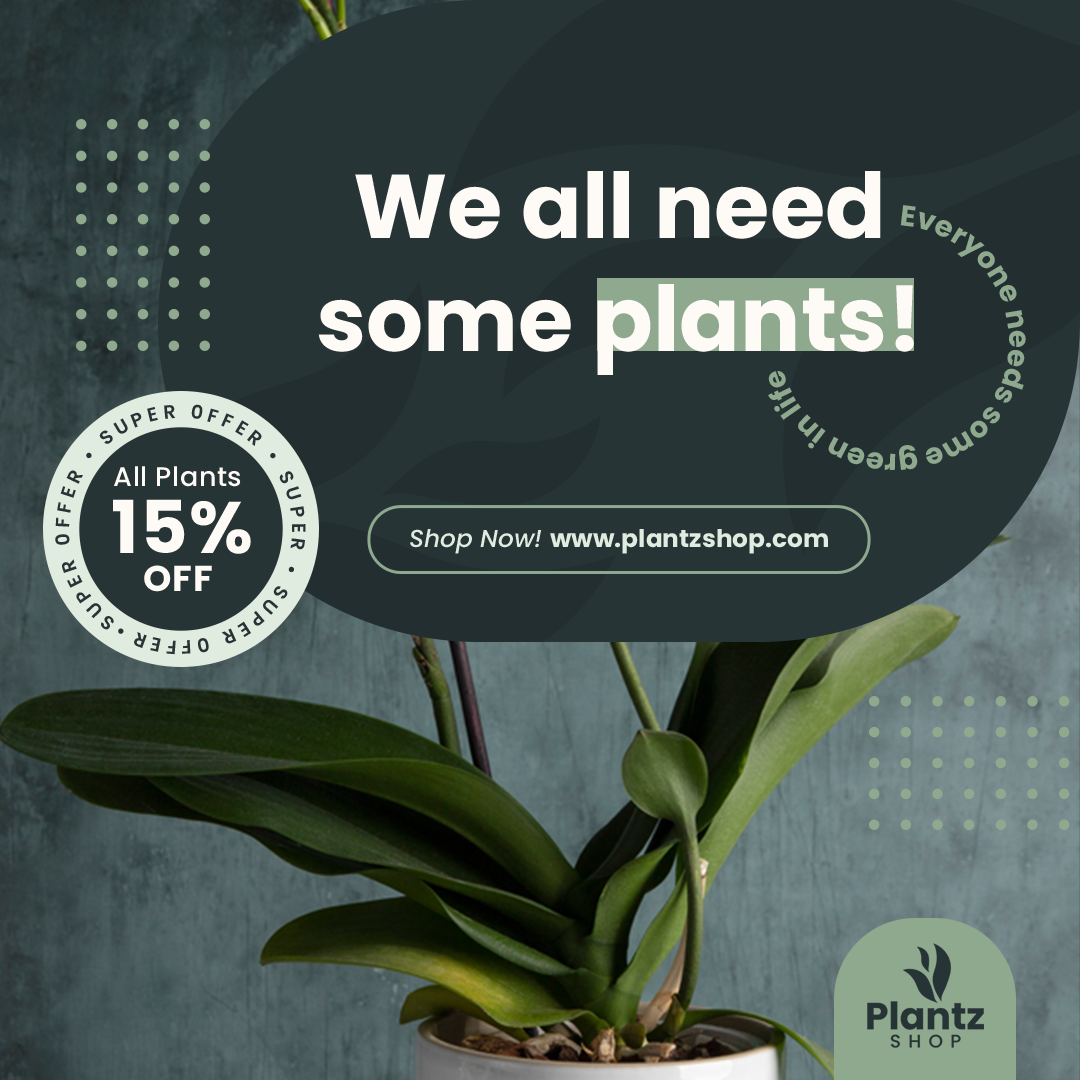 We all need
some plants!
Everyone needs some green in life
SUPER OFFER • SUPER • SUPER OFFER • SUPER OFFER •
All Plants
15%
OFF
Shop Now! www.plantzshop.com
Plantz
SHOP